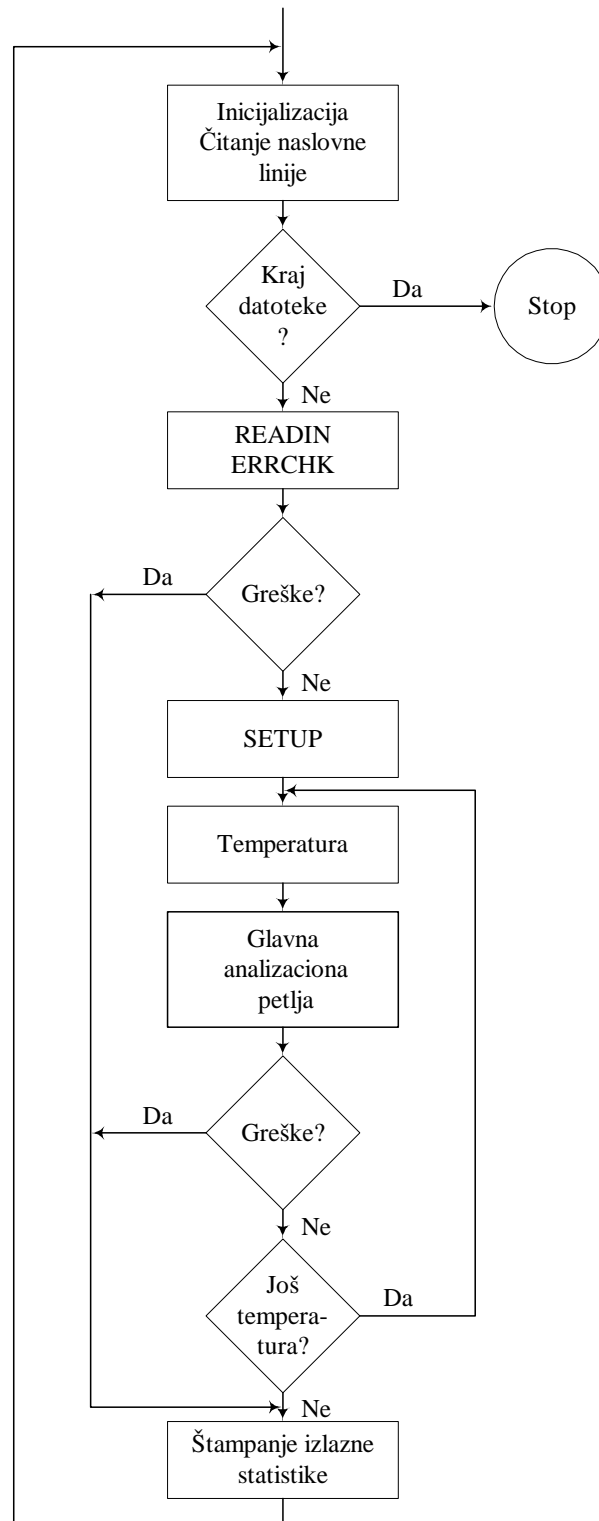 Inicijalizacija
Čitanje naslovne
linije
Kraj
datoteke
?
Da
Stop
Ne
READIN
ERRCHK
Da
Greške?
Ne
SETUP
Temperatura
Glavna
analizaciona
petlja
Da
Greške?
Ne
Još
tempera-
tura?
Da
Ne
Štampanje izlazne
statistike